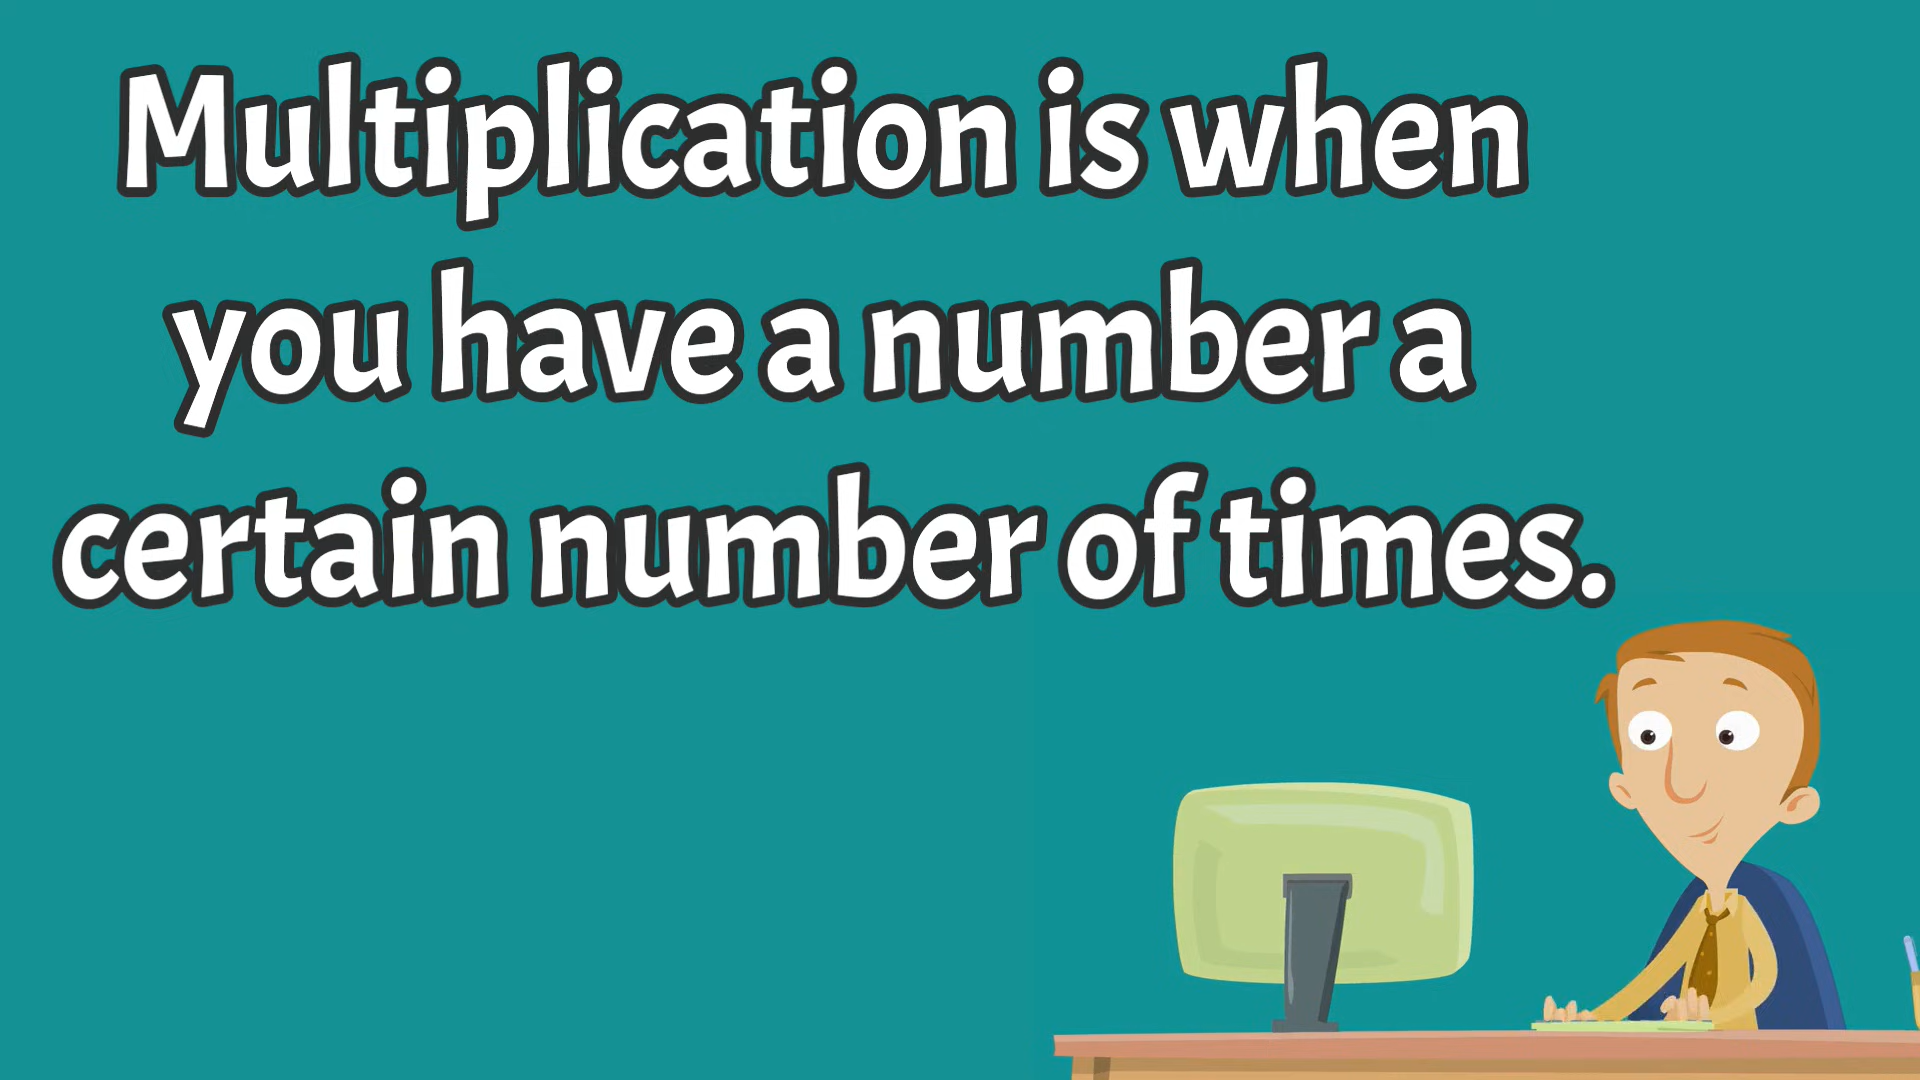 Multiplication is when
you have a number a
certain number of times.